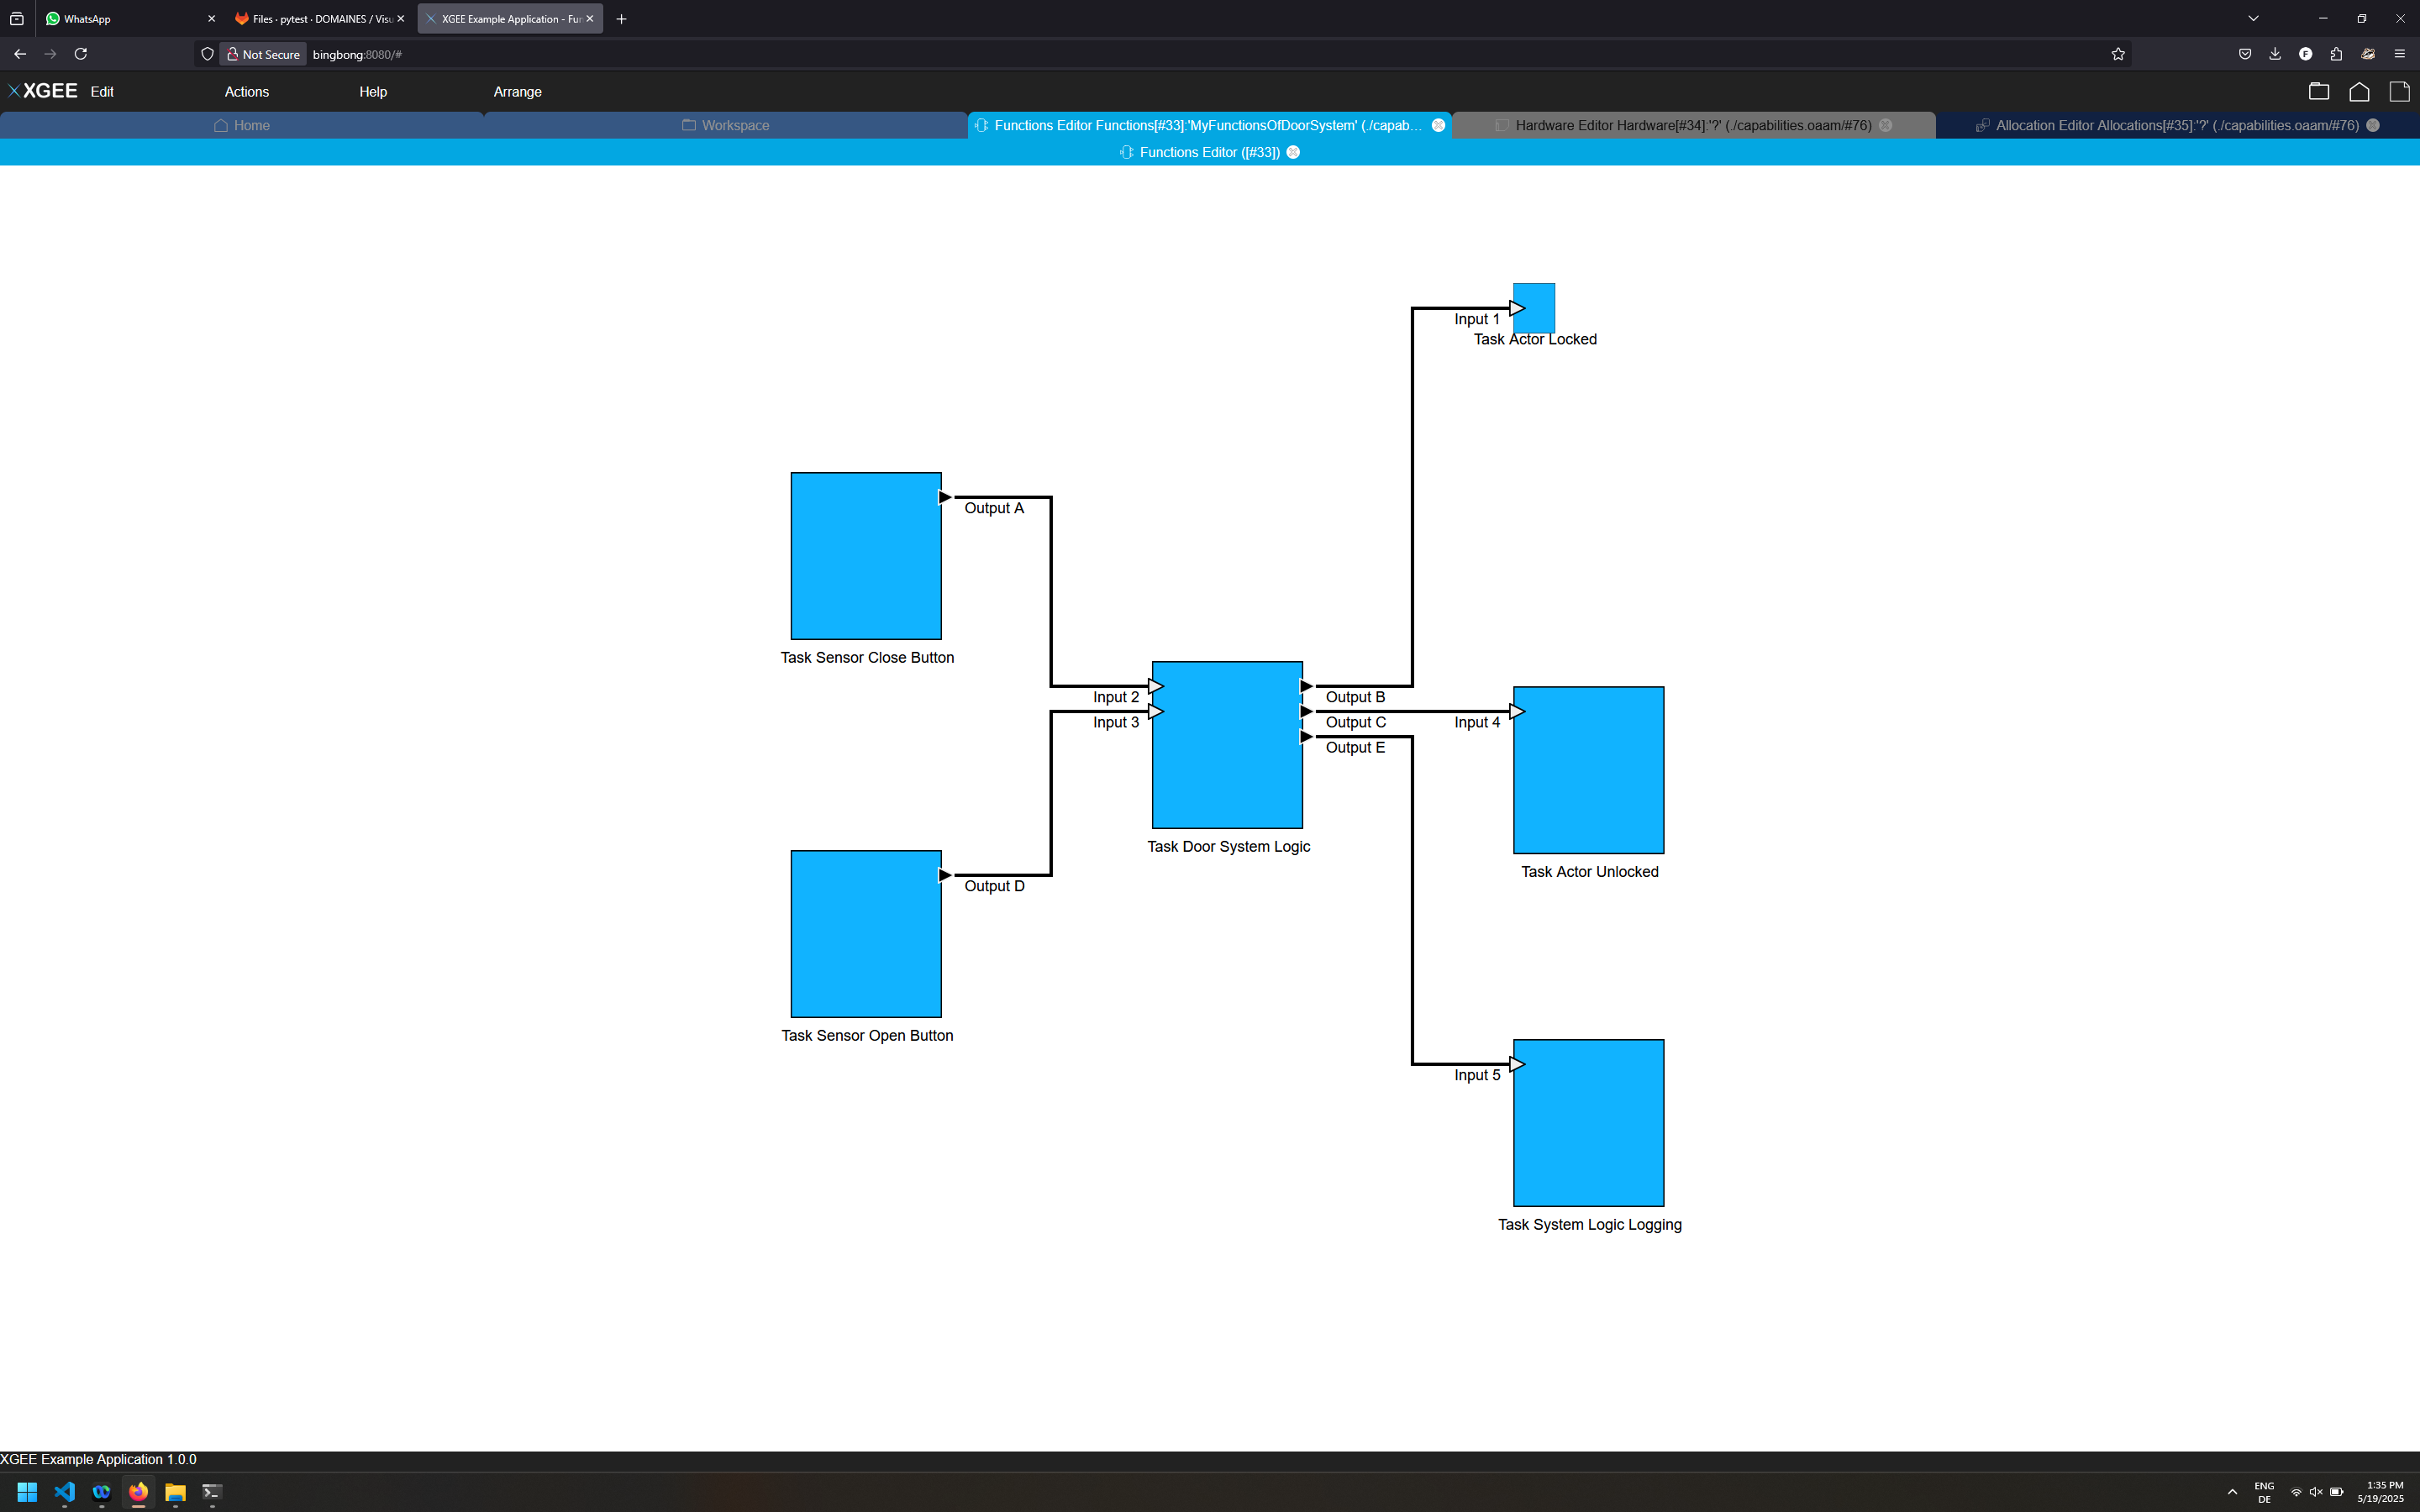 WhatsApp
Files · pytest · DOMAINES / Visu
XGEE Example Application - Fun
Not Secure
bingbong:8080/#
XGEE
Edit
Actions
Help
Arrange
Home
Workspace
Functions Editor Functions[#33]:'MyFunctionsOfDoorSystem' (./capab...
Hardware Editor Hardware[#34]:'?' (./capabilities.oaam/#76)
Allocation Editor Allocations[#35]:'?' (./capabilities.oaam/#76)
Functions Editor ([#33])
Input 1
Task Actor Locked
Output A
Task Sensor Close Button
Input 2
Input 3
Output B
Output C
Output E
Input 4
Task Door System Logic
Task Actor Unlocked
Output D
Task Sensor Open Button
Input 5
Task System Logic Logging
XGEE Example Application 1.0.0
ENG
DE
1:35 PM
5/19/2025